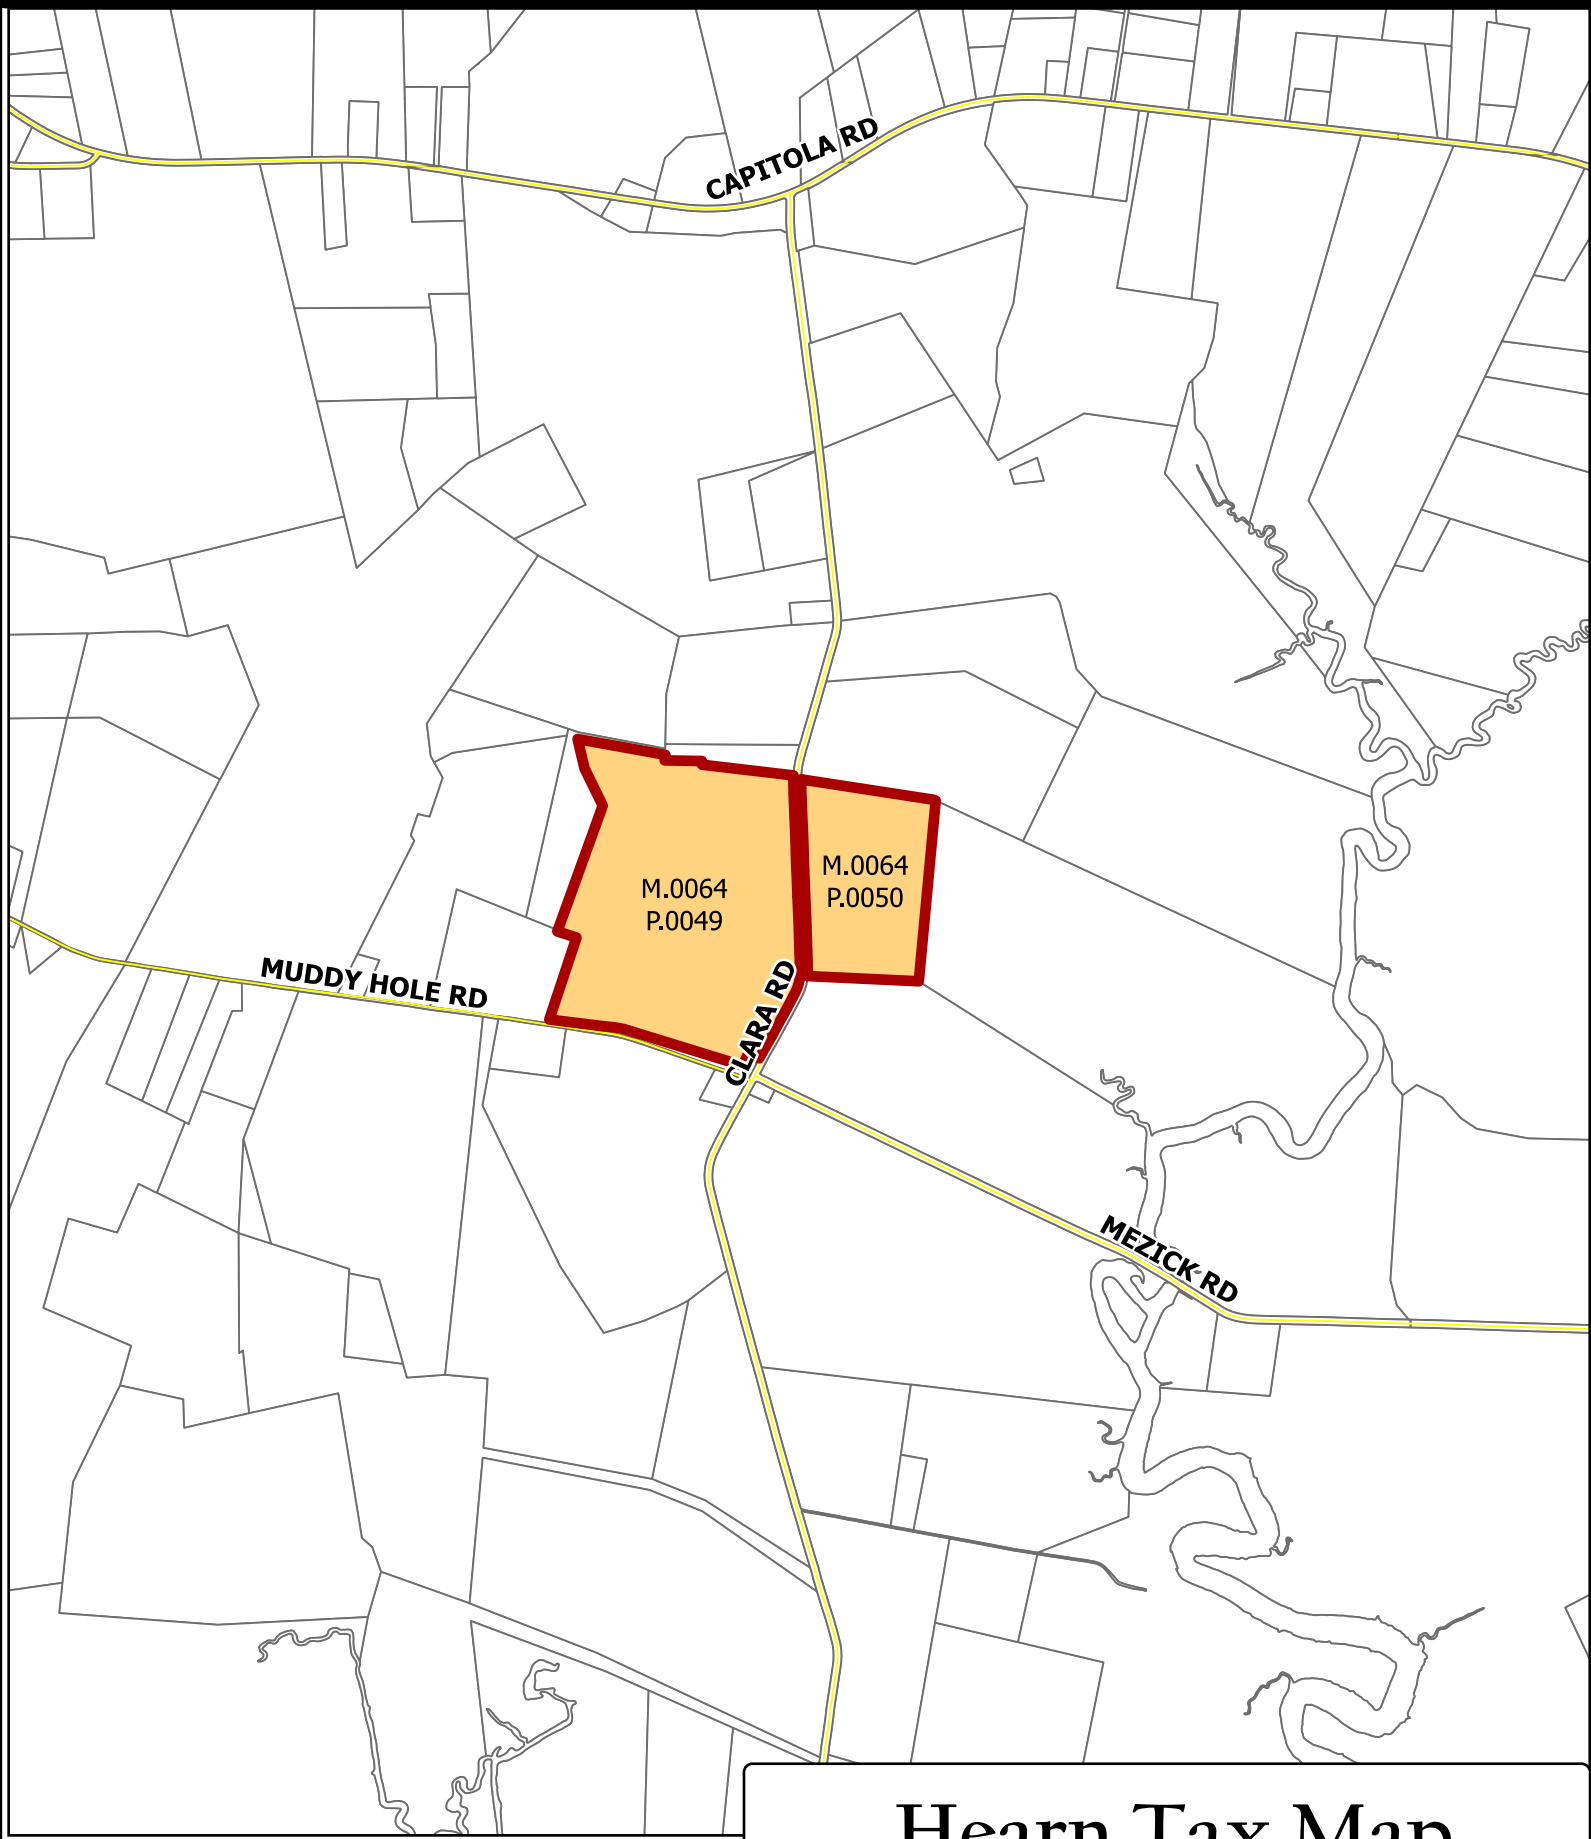 CAPITOLA RD
M.0064
P.0049
M.0064
P.0050
MUDDY HOLE RD
CLARA RD
MEZICK RD
Hearn Tax Map